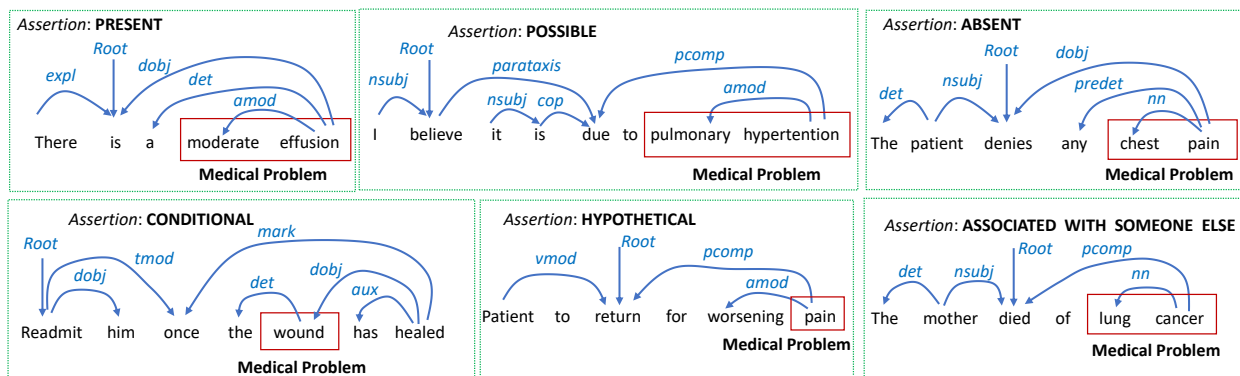 Assertion: PRESENT
Root
expl
dobj
det
amod
There is a moderate effusion
Medical Problem
Assertion: POSSIBLE
Root
nsubj
parataxis
pcomp
nsubj cop
amod
I believe it is due to pulmonary hypertention
Medical Problem
Assertion: ABSENT
Root
dobj
det
nsubj
predet
nn
The patient denies any chest pain
Medical Problem
Assertion: CONDITIONAL
mark
Root
tmod
dobj
det
dobj
aux
Readmit him once the wound has healed
Medical Problem
Assertion: HYPOTHETICAL
Root
vmod
pcomp
amod
Patient to return for worsening pain
Medical Problem
Assertion: ASSOCIATED WITH SOMEONE ELSE
Root
pcomp
det
nsubj
nn
The mother died of lung cancer
Medical Problem